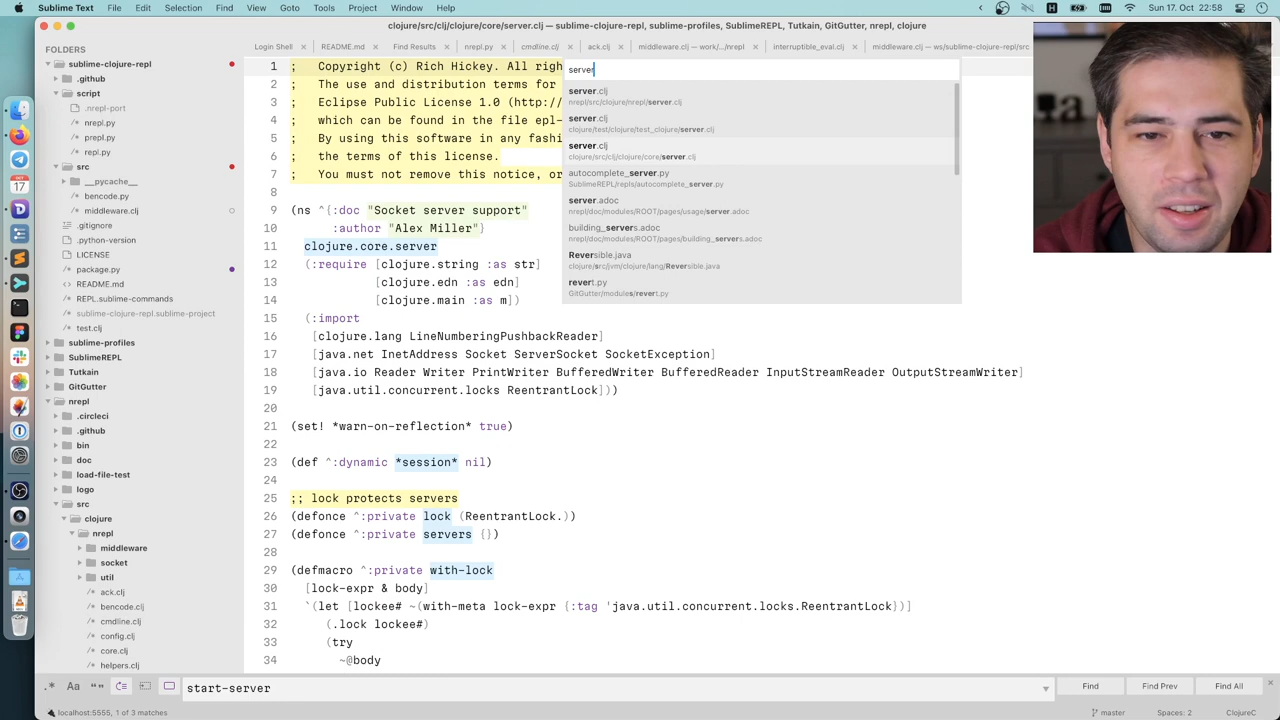 Sublime Text File Edit Selection Find View Goto Tools Project Window Help
Sun 17. Oct 22:58
clojure/src/clj/clojure/core/server.clj — sublime-clojure-repl, sublime-profiles, SublimeREPL, Tutkain, GitGutter, nrepl, clojure
Login Shell README.md Find Results nrepl.py cmdline.clj ack.clj middleware.clj — work/.../nrepl interruptible_eval.clj middleware.clj — ws/sublime-clojure-repl/src
FOLDERS
sublime-clojure-repl
.github
script
.nrepl-port
nrepl.py
prepl.py
repl.py
src
__pycache__
bencode.py
middleware.clj
.gitignore
.python-version
LICENSE
package.py
README.md
REPL.sublime-commands
sublime-clojure-repl.sublime-project
test.clj
sublime-profiles
SublimeREPL
Tutkain
GitGutter
nrepl
.circleci
.github
bin
doc
load-file-test
logo
src
clojure
nrepl
middleware
socket
util
ack.clj
bencode.clj
cmdline.clj
config.clj
core.clj
helpers.clj
OCT
17
1 ; Copyright (c) Rich Hickey. All righ
2 ; The use and distribution terms for
3 ; Eclipse Public License 1.0 (http:/
4 ; which can be found in the file epl-
5 ; By using this software in any fashi
6 ; the terms of this license.
7 ; You must not remove this notice, or
8
9 (ns ^{:doc "Socket server support"
10 :author "Alex Miller"}
11 clojure.core.server
12 (:require [clojure.string :as str]
13 [clojure.edn :as edn]
14 [clojure.main :as m])
15 (:import
16 [clojure.lang LineNumberingPushbackReader]
17 [java.net InetAddress Socket ServerSocket SocketException]
18 [java.io Reader Writer PrintWriter BufferedWriter BufferedReader InputStreamReader OutputStreamWriter]
19 [java.util.concurrent.locks ReentrantLock]))
20
21 (set! *warn-on-reflection* true)
22
23 (def ^:dynamic *session* nil)
24
25 ;; lock protects servers
26 (defonce ^:private lock (ReentrantLock.))
27 (defonce ^:private servers {})
28
29 (defmacro ^:private with-lock
30 [lock-expr & body]
31 `(let [lockee# ~(with-meta lock-expr {:tag 'java.util.concurrent.locks.ReentrantLock})]
32 (.lock lockee#)
33 (try
34 ~@body
server
server.clj
nrepl/src/clojure/nrepl/server.clj
server.clj
clojure/test/clojure/test_clojure/server.clj
server.clj
clojure/src/clj/clojure/core/server.clj
autocomplete_server.py
SublimeREPL/repls/autocomplete_server.py
server.adoc
nrepl/doc/modules/ROOT/pages/usage/server.adoc
building_servers.adoc
nrepl/doc/modules/ROOT/pages/building_servers.adoc
Reversible.java
clojure/src/jvm/clojure/lang/Reversible.java
revert.py
GitGutter/modules/revert.py
.* Aa “” start-server Find Find Prev Find All
localhost:5555, 1 of 3 matches master Spaces: 2 ClojureC